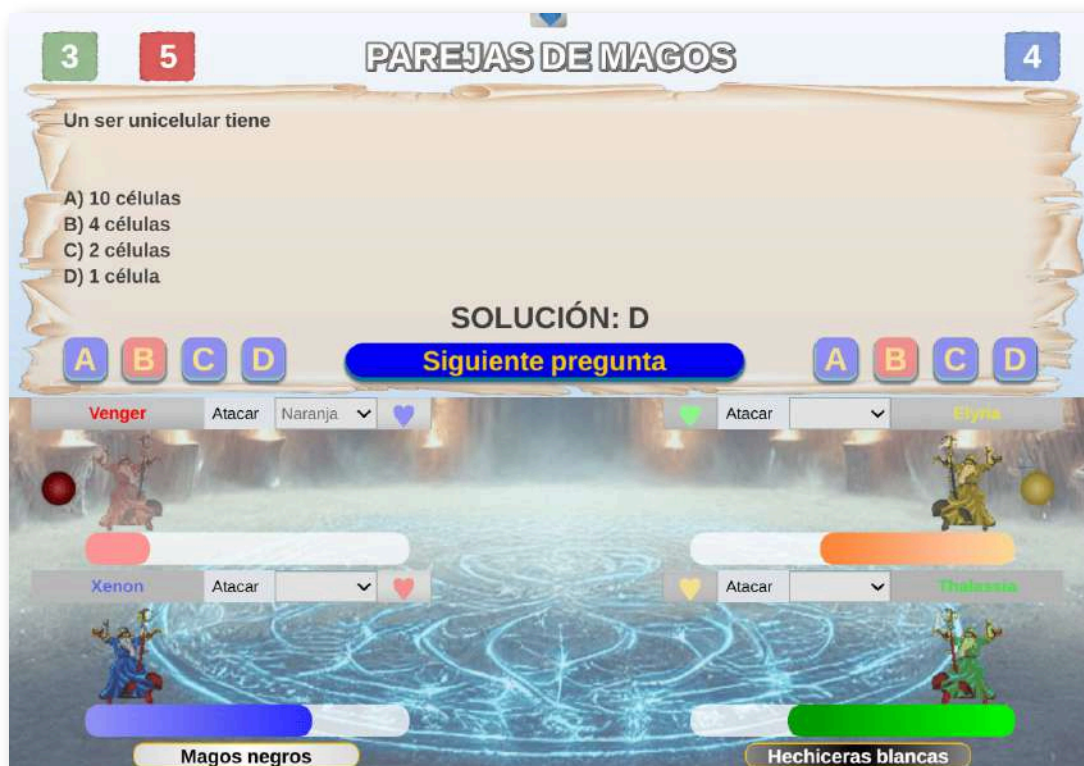 3
5
PAREJAS DE MAGOS
4
Un ser unicelular tiene
A) 10 células
B) 4 células
C) 2 células
D) 1 célula
SOLUCIÓN: D
A B C D
Siguiente pregunta
A B C D
Venger
Atacar
Naranja
Atacar
Elyria
Xenon
Atacar
Atacar
Thalassia
Magos negros
Hechiceras blancas